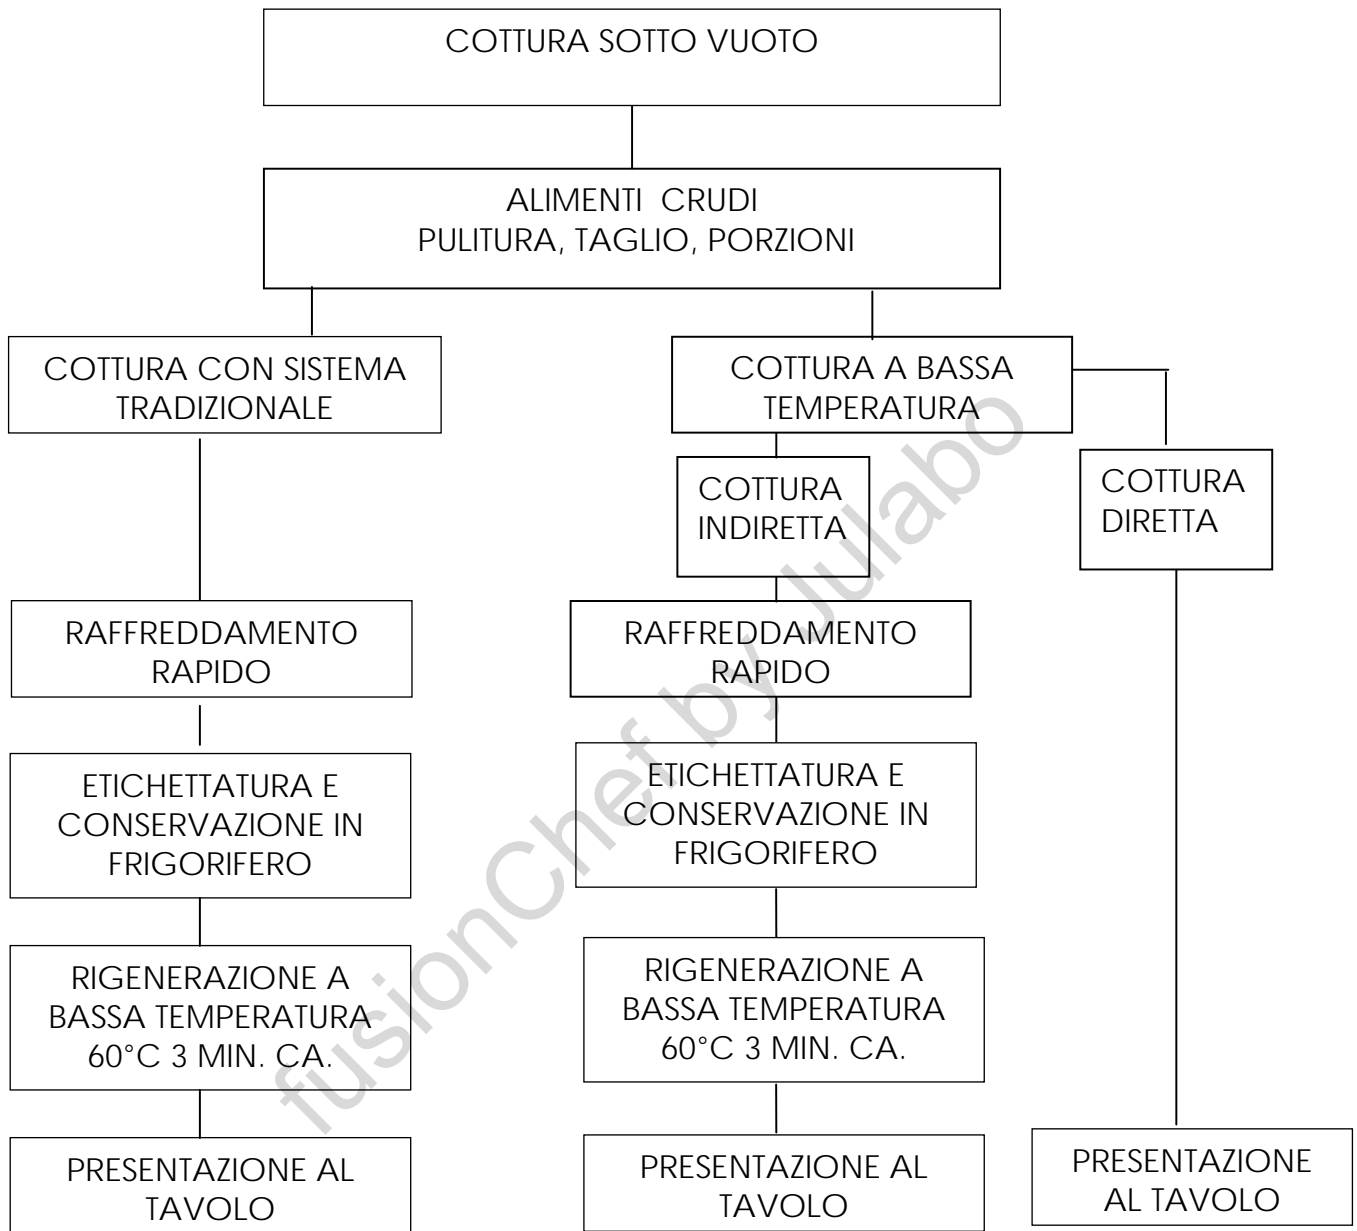 COTTURA SOTTO VUOTO
ALIMENTI CRUDI
PULITURA, TAGLIO, PORZIONI
COTTURA CON SISTEMA
TRADIZIONALE
COTTURA A BASSA
TEMPERATURA
COTTURA
INDIRETTA
COTTURA
DIRETTA
RAFFREDDAMENTO
RAPIDO
RAFFREDDAMENTO
RAPIDO
ETICHETTATURA E
CONSERVAZIONE IN
FRIGORIFERO
ETICHETTATURA E
CONSERVAZIONE IN
FRIGORIFERO
RIGENERAZIONE A
BASSA TEMPERATURA
60°C 3 MIN. CA.
RIGENERAZIONE A
BASSA TEMPERATURA
60°C 3 MIN. CA.
PRESENTAZIONE AL
TAVOLO
PRESENTAZIONE AL
TAVOLO
PRESENTAZIONE
AL TAVOLO
fusionChef by Julabo